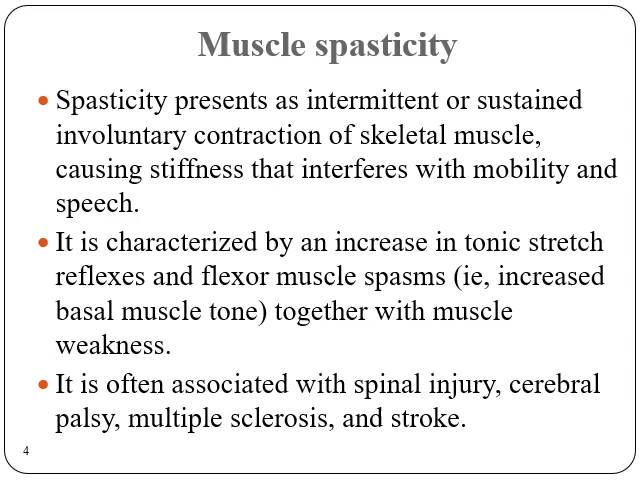 Muscle spasticity
• Spasticity presents as intermittent or sustained
involuntary contraction of skeletal muscle,
causing stiffness that interferes with mobility and
speech.
• It is characterized by an increase in tonic stretch
reflexes and flexor muscle spasms (ie, increased
basal muscle tone) together with muscle
weakness.
• It is often associated with spinal injury, cerebral
palsy, multiple sclerosis, and stroke.
4